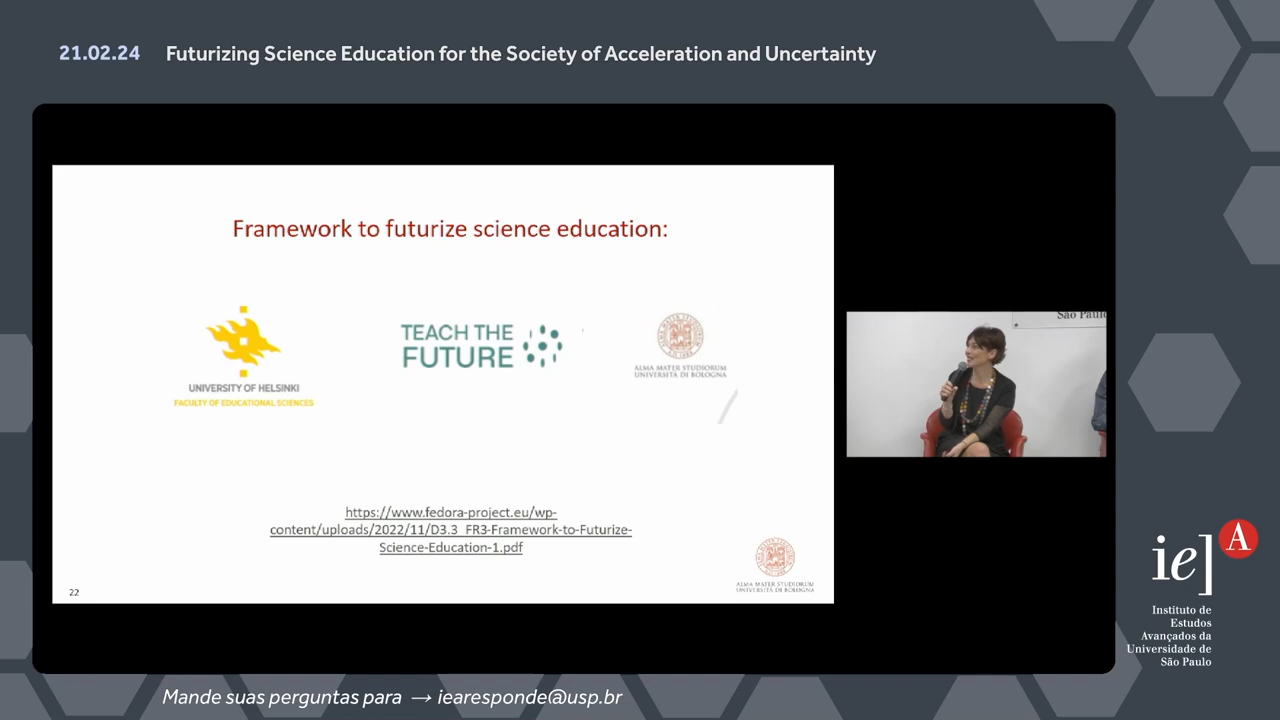 21.02.24 Futurizing Science Education for the Society of Acceleration and Uncertainty
Framework to futurize science education:
UNIVERSITY OF HELSINKI
FACULTY OF EDUCATIONAL SCIENCES
TEACH THE
FUTURE
ALMA MATER STUDIORUM
UNIVERSITÀ DI BOLOGNA
https://www.fedora-project.eu/wp-
content/uploads/2022/11/D3.3_FR3-Framework-to-Futurize-
Science-Education-1.pdf
22
ALMA MATER STUDIORUM
UNIVERSITÀ DI BOLOGNA
São Paulo
ie] A
Instituto de
Estudos
Avançados da
Universidade de
São Paulo
Mande suas perguntas para → iearesponde@usp.br